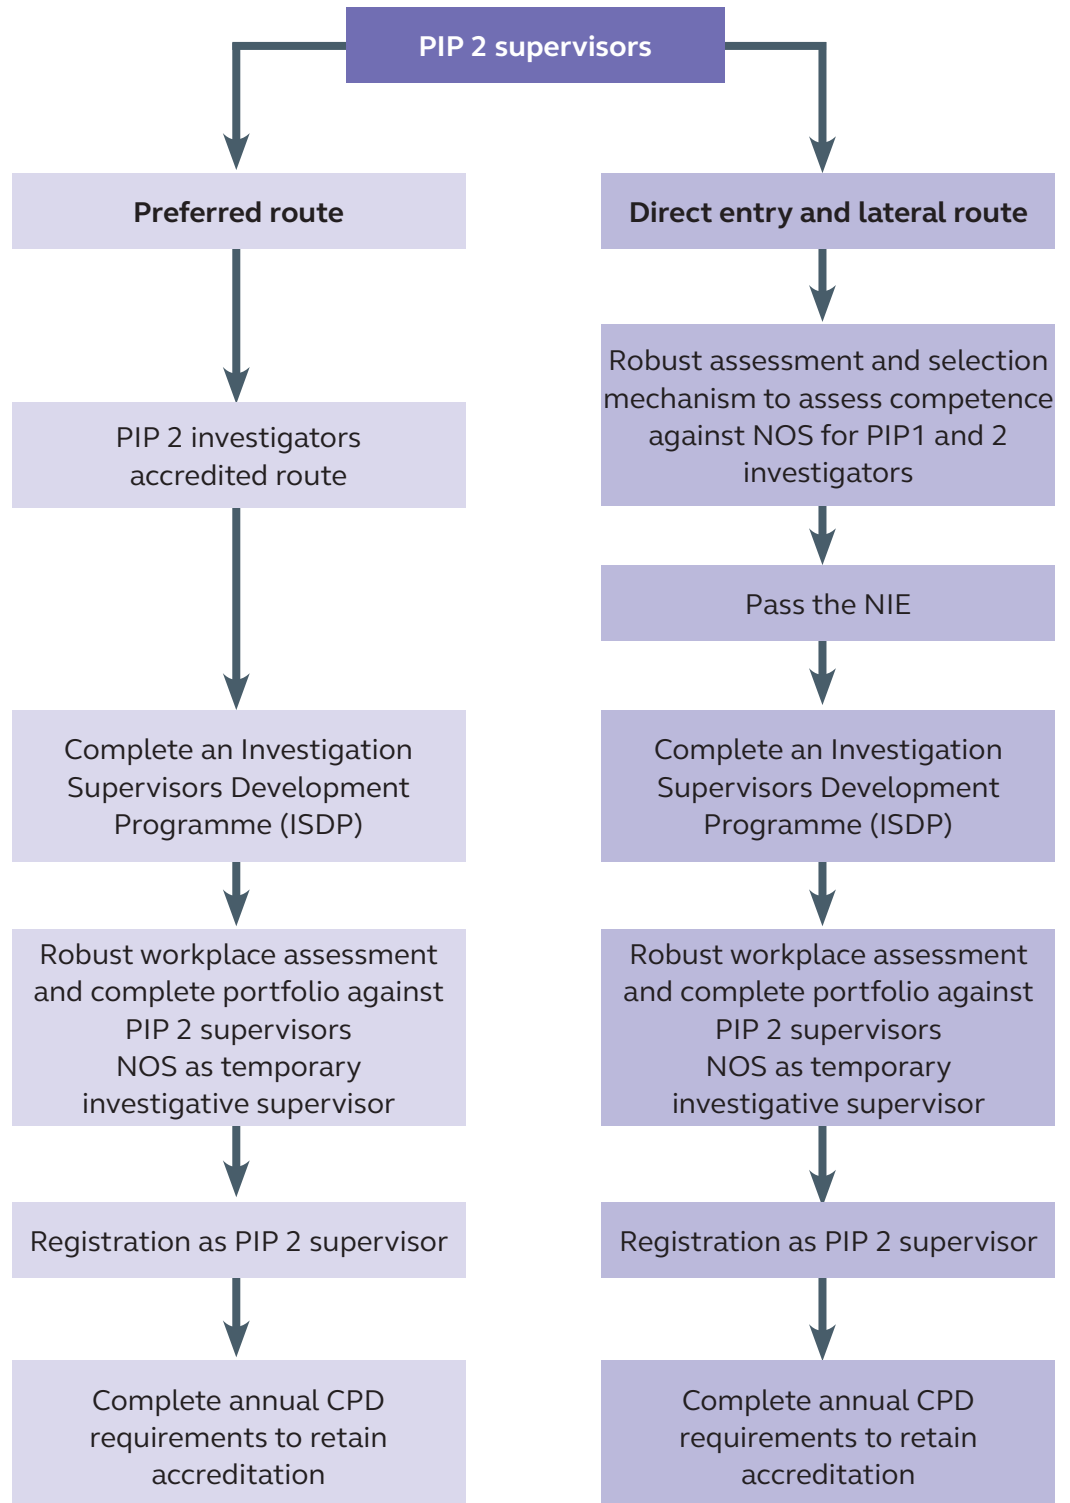 PIP 2 supervisors
Preferred route
PIP 2 investigators
accredited route
Complete an Investigation
Supervisors Development
Programme (ISDP)
Robust workplace assessment
and complete portfolio against
PIP 2 supervisors
NOS as temporary
investigative supervisor
Registration as PIP 2 supervisor
Complete annual CPD
requirements to retain
accreditation
Direct entry and lateral route
Robust assessment and selection
mechanism to assess competence
against NOS for PIP1 and 2
investigators
Pass the NIE
Complete an Investigation
Supervisors Development
Programme (ISDP)
Robust workplace assessment
and complete portfolio against
PIP 2 supervisors
NOS as temporary
investigative supervisor
Registration as PIP 2 supervisor
Complete annual CPD
requirements to retain
accreditation